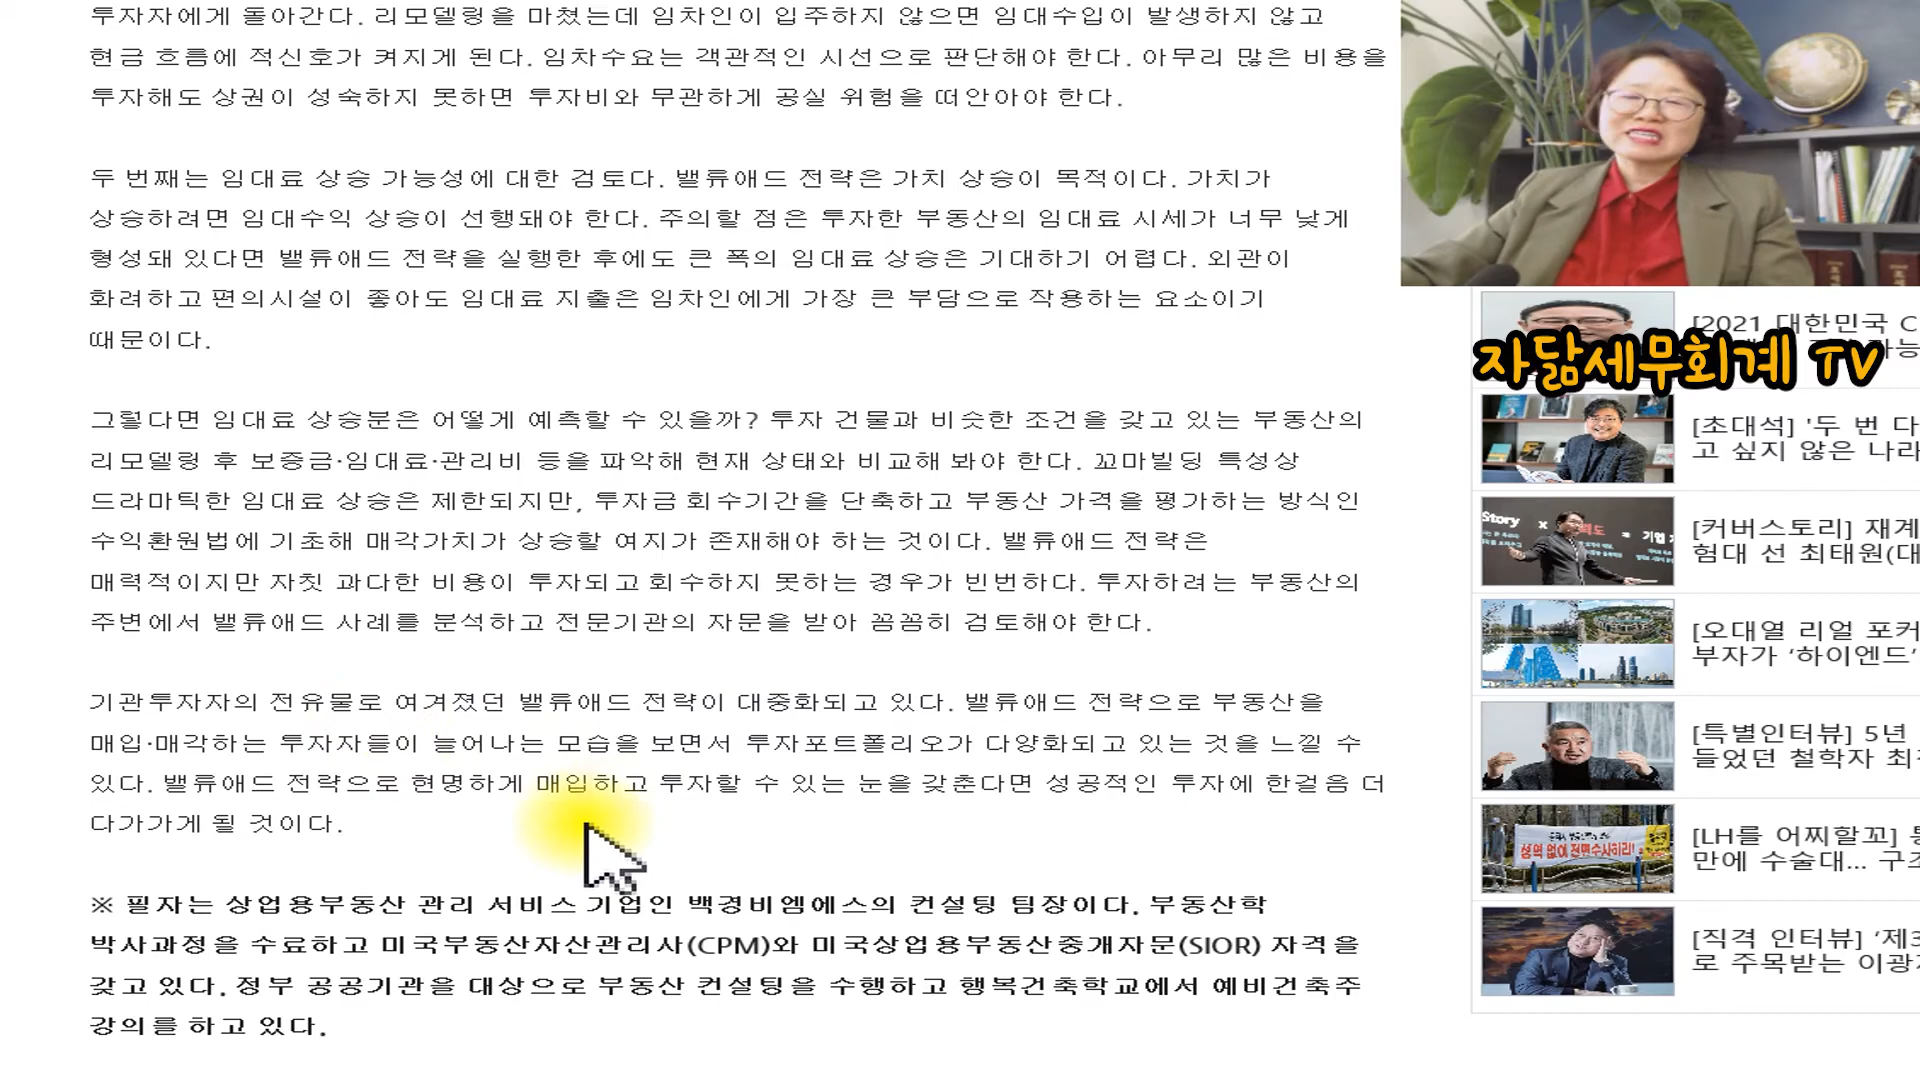 투자자에게 돌아간다. 리모델링을 마쳤는데 임차인이 입주하지 않으면 임대수입이 발생하지 않고
현금 흐름에 적신호가 켜지게 된다. 임차수요는 객관적인 시선으로 판단해야 한다. 아무리 많은 비용을
투자해도 상권이 성숙하지 못하면 투자비와 무관하게 공실 위험을 떠안아야 한다.
두 번째는 임대료 상승 가능성에 대한 검토다. 밸류애드 전략은 가치 상승이 목적이다. 가치가
상승하려면 임대수익 상승이 선행돼야 한다. 주의할 점은 투자한 부동산의 임대료 시세가 너무 낮게
형성돼 있다면 밸류애드 전략을 실행한 후에도 큰 폭의 임대료 상승은 기대하기 어렵다. 외관이
화려하고 편의시설이 좋아도 임대료 지출은 임차인에게 가장 큰 부담으로 작용하는 요소이기
때문이다.
그렇다면 임대료 상승분은 어떻게 예측할 수 있을까? 투자 건물과 비슷한 조건을 갖고 있는 부동산의
리모델링 후 보증금·임대료·관리비 등을 파악해 현재 상태와 비교해 봐야 한다. 꼬마빌딩 특성상
드라마틱한 임대료 상승은 제한되지만, 투자금 회수기간을 단축하고 부동산 가격을 평가하는 방식인
수익환원법에 기초해 매각가치가 상승할 여지가 존재해야 하는 것이다. 밸류애드 전략은
매력적이지만 자칫 과다한 비용이 투자되고 회수하지 못하는 경우가 빈번하다. 투자하려는 부동산의
주변에서 밸류애드 사례를 분석하고 전문기관의 자문을 받아 꼼꼼히 검토해야 한다.
기관투자자의 전유물로 여겨졌던 밸류애드 전략이 대중화되고 있다. 밸류애드 전략으로 부동산을
매입·매각하는 투자자들이 늘어나는 모습을 보면서 투자포트폴리오가 다양화되고 있는 것을 느낄 수
있다. 밸류애드 전략으로 현명하게 매입하고 투자할 수 있는 눈을 갖춘다면 성공적인 투자에 한걸음 더
다가가게 될 것이다.
※ 필자는 상업용부동산 관리 서비스 기업인 백경비엠에스의 컨설팅 팀장이다. 부동산학
박사과정을 수료하고 미국부동산자산관리사(CPM)와 미국상업용부동산중개자문(SIOR) 자격을
갖고 있다. 정부 공공기관을 대상으로 부동산 컨설팅을 수행하고 행복건축학교에서 예비건축주
강의를 하고 있다.
[2021 대한민국 C
자닮세무회계 TV
[초대석] '두 번 다
고 싶지 않은 나라
Story x
[커버스토리] 재계
험대 선 최태원(대
[오대열 리얼 포커
부자가 ‘하이엔드’
[특별인터뷰] 5년
들었던 철학자 최
성역 없이 전면수사하라!
[LH를 어찌할꼬]
만에 수술대... 구조
[직격 인터뷰] ‘제3
로 주목받는 이광재